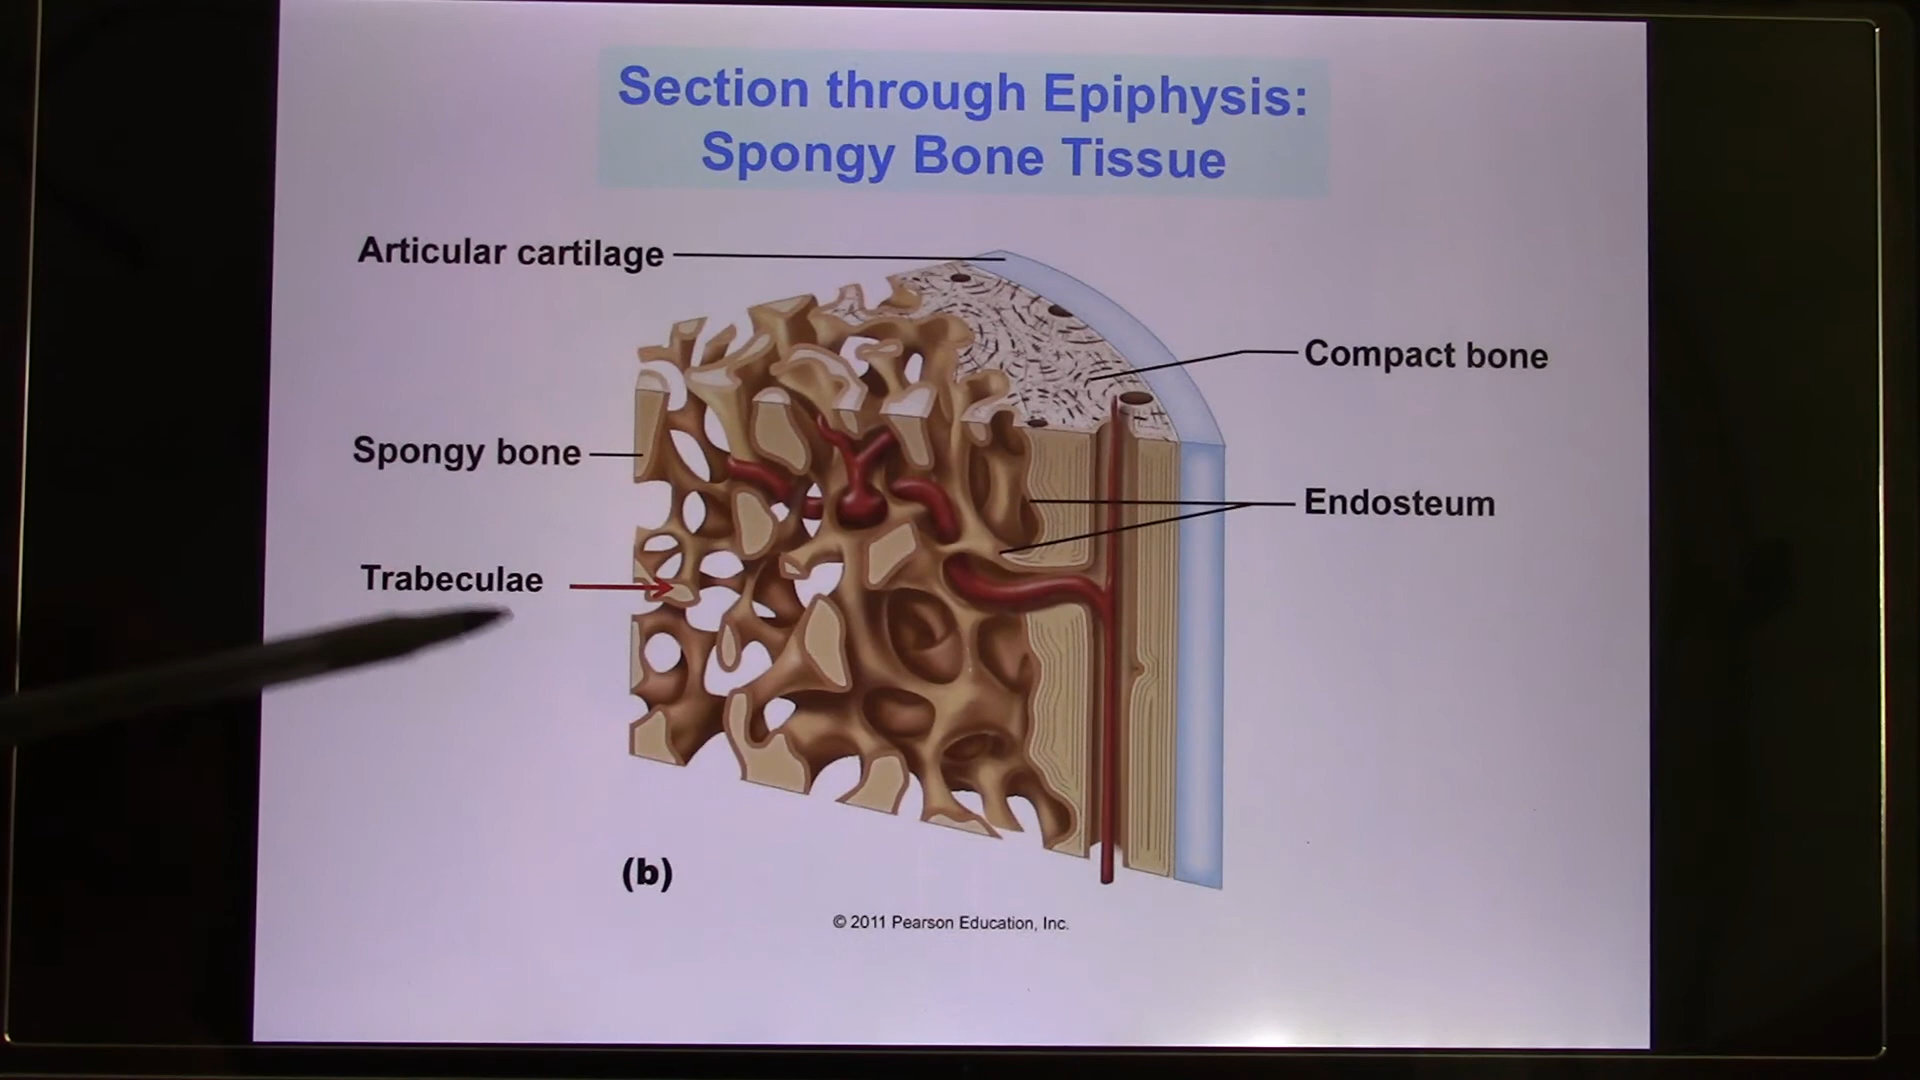 Section through Epiphysis:
Spongy Bone Tissue
Articular cartilage
Compact bone
Spongy bone
Endosteum
Trabeculae
(b)
© 2011 Pearson Education, Inc.